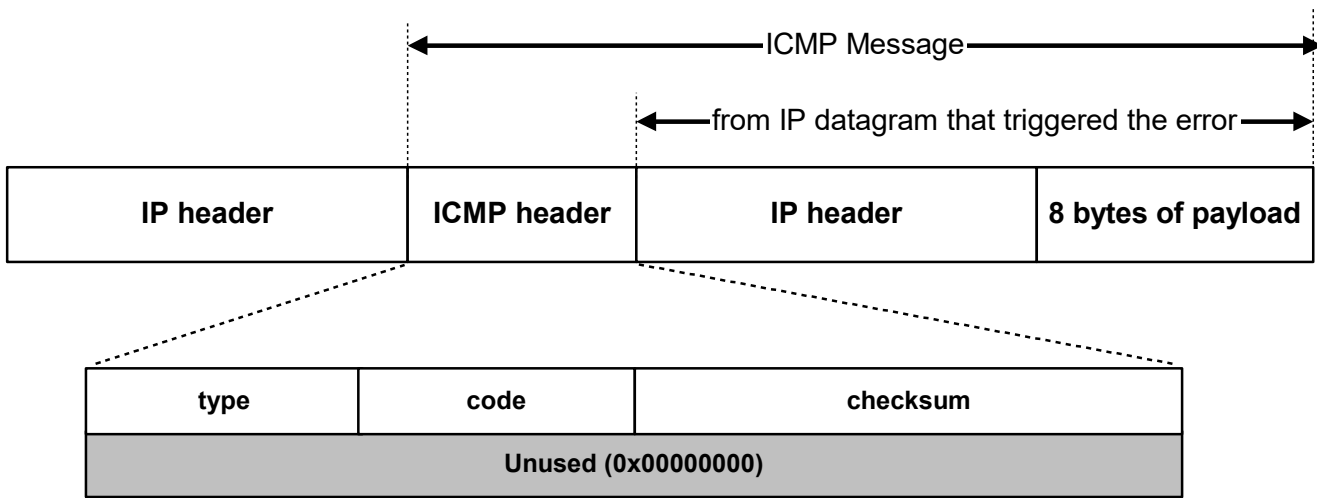 ICMP Message
from IP datagram that triggered the error
IP header ICMP header IP header 8 bytes of payload
type code checksum
Unused (0x00000000)